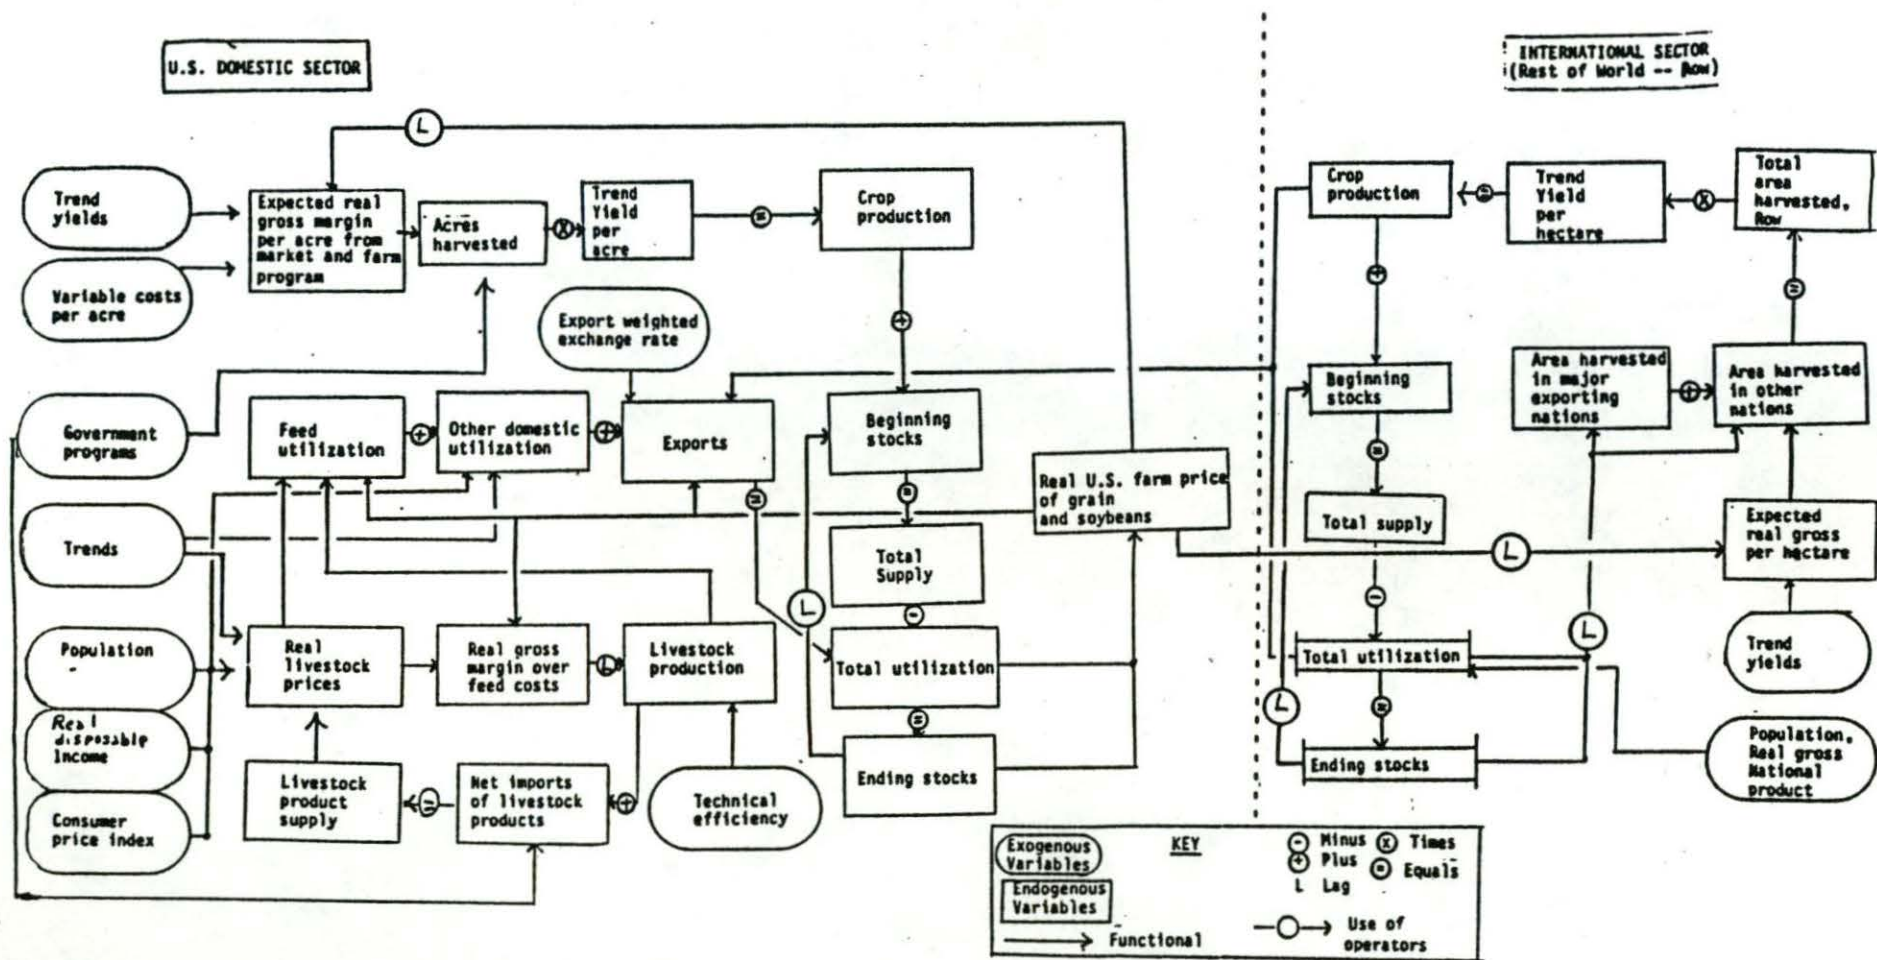 U.S. DOMESTIC SECTOR
INTERNATIONAL SECTOR
(Rest of World -- Row)
L
Trend
yields
Variable costs
per acre
Expected real
gross margin
per acre from
market and farm
program
Acres
harvested
X
Trend
Yield
per
acre
=
Crop
production
+
Export weighted
exchange rate
Government
programs
Feed
utilization
+
Other domestic
utilization
+
Exports
=
Beginning
stocks
=
Total
Supply
-
Total utilization
=
Ending stocks
L
Real U.S. farm price
of grain
and soybeans
Trends
Population
Real
disposable
Income
Consumer
price index
Real
livestock
prices
Real gross
margin over
feed costs
L
Livestock
production
Livestock
product
supply
=
Net imports
of livestock
products
+
Technical
efficiency
Crop
production
=
Trend
Yield
per
hectare
X
Total
area
harvested,
Row
+
=
Beginning
stocks
Area harvested
in major
exporting
nations
+
Area harvested
in other
nations
=
Total supply
L
Expected
real gross
per hectare
-
L
Trend
yields
Total utilization
=
L
Ending stocks
Population,
Real gross
National
product
KEY
Exogenous
Variables
Endogenous
Variables
Functional
- Minus X Times
+ Plus = Equals
L Lag
Use of
operators